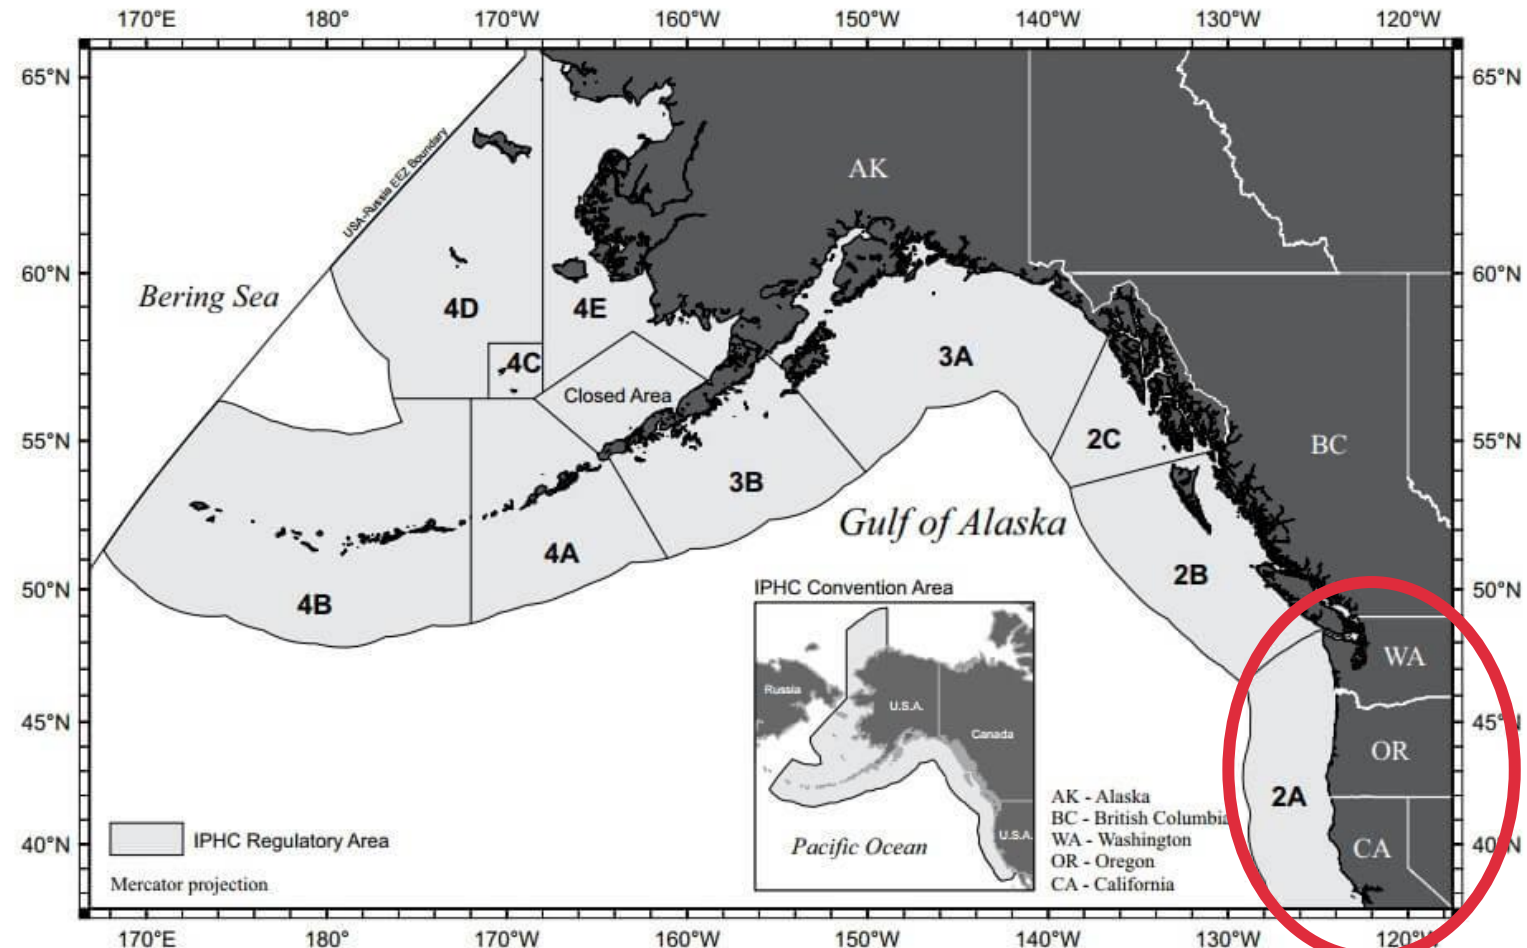 170°E 180° 170°W 160°W 150°W 140°W 130°W 120°W
65°N 65°N
USA-Russia EEZ Boundary
AK
60°N 60°N
Bering Sea
4D 4E
4C 3A
Closed Area
55°N 2C BC 55°N
3B
Gulf of Alaska
4A 2B
50°N 50°N
4B
IPHC Convention Area
WA
Russia
U.S.A.
Canada
45°N 45°N
OR
2A
AK - Alaska
BC - British Columbia
U.S.A.
WA - Washington
IPHC Regulatory Area
Pacific Ocean
OR - Oregon
CA
40°N 40°N
Mercator projection
CA - California
170°E 180° 170°W 160°W 150°W 140°W 130°W 120°W